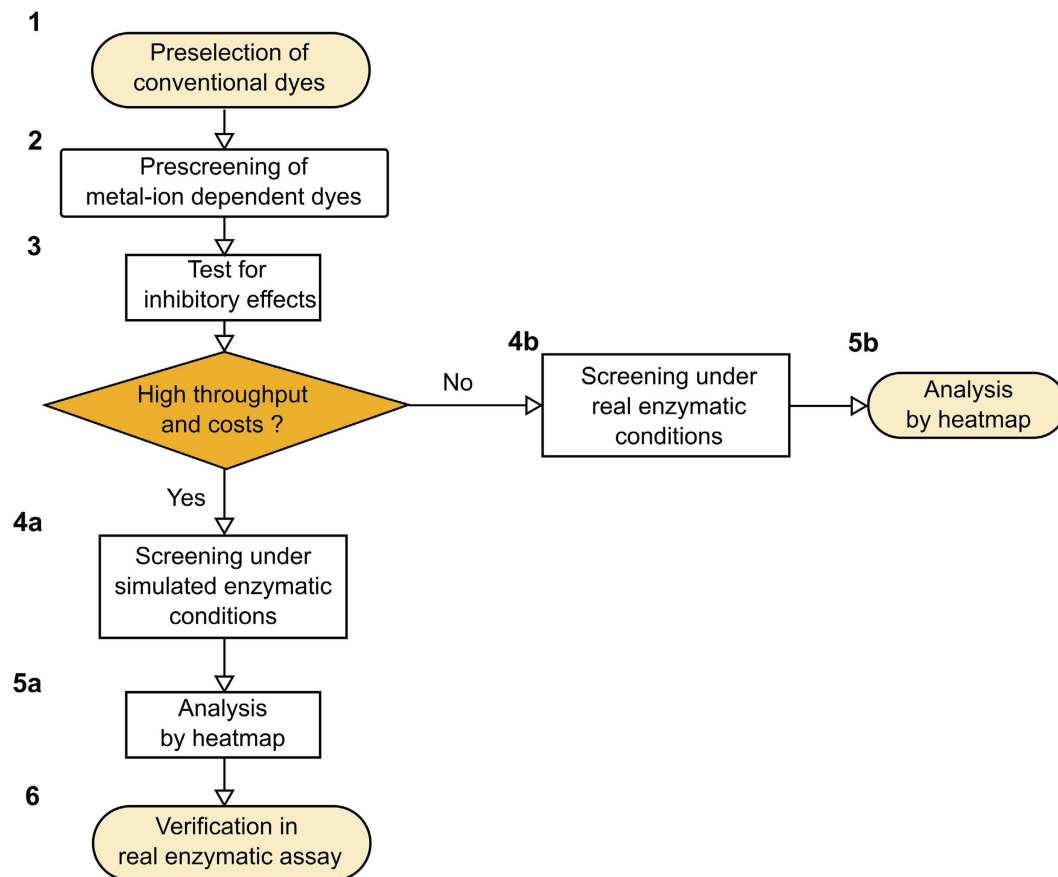 1
Preselection of
conventional dyes
2
Prescreening of
metal-ion dependent dyes
3
Test for
inhibitory effects
High throughput
and costs ?
No
4b
Screening under
real enzymatic
conditions
5b
Analysis
by heatmap
Yes
4a
Screening under
simulated enzymatic
conditions
5a
Analysis
by heatmap
6
Verification in
real enzymatic assay